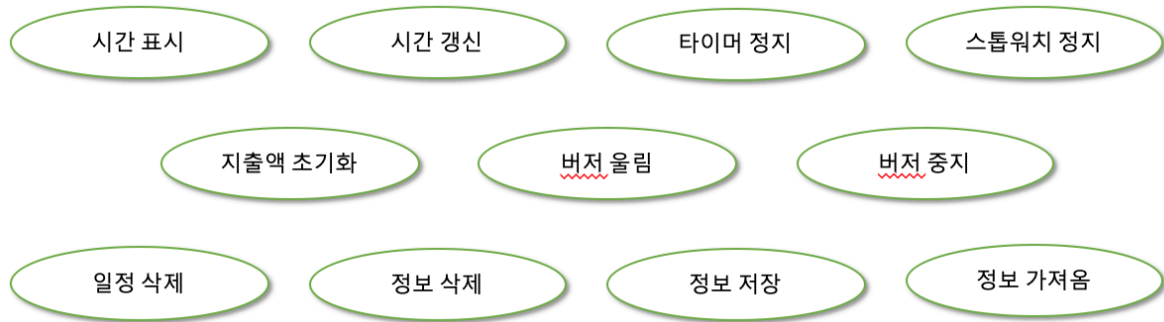 시간 표시
시간 갱신
타이머 정지
스톱워치 정지
지출액 초기화
버저 울림
버저 중지
일정 삭제
정보 삭제
정보 저장
정보 가져옴